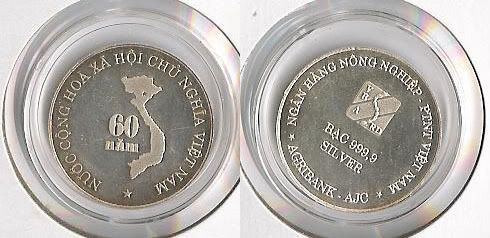 NƯỚC CỘNG HOÀ XÃ HỘI CHỦ NGHĨA VIỆT NAM
60
NĂM
NGÂN HÀNG NÔNG NGHIỆP - PTNT VIỆT NAM
BẠC 999,9
SILVER
AGRIBANK - AJC